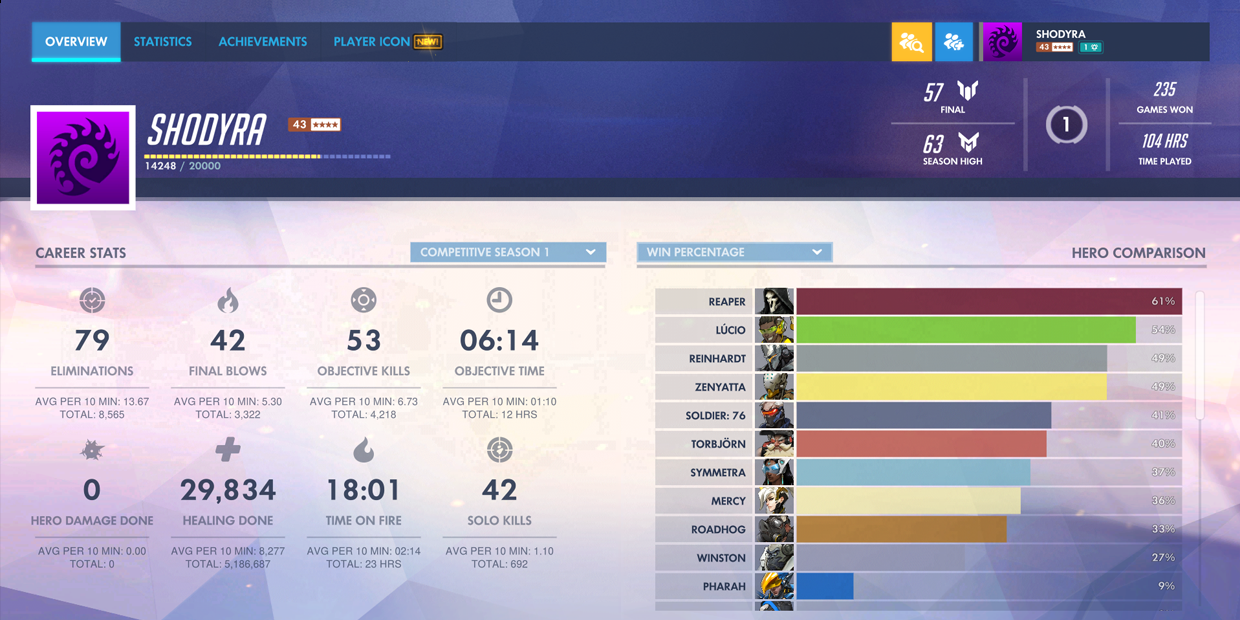 OVERVIEW STATISTICS ACHIEVEMENTS PLAYER ICON NEW!
SHODYRA
43 1
SHODYRA 43
14248 / 20000
57
FINAL
63
SEASON HIGH
1
235
GAMES WON
104 HRS
TIME PLAYED
CAREER STATS COMPETITIVE SEASON 1
79
ELIMINATIONS
AVG PER 10 MIN: 13.67
TOTAL: 8,565
42
FINAL BLOWS
AVG PER 10 MIN: 5.30
TOTAL: 3,322
53
OBJECTIVE KILLS
AVG PER 10 MIN: 6.73
TOTAL: 4,218
06:14
OBJECTIVE TIME
AVG PER 10 MIN: 01:10
TOTAL: 12 HRS
0
HERO DAMAGE DONE
AVG PER 10 MIN: 0.00
TOTAL: 0
29,834
HEALING DONE
AVG PER 10 MIN: 8,277
TOTAL: 5,186,687
18:01
TIME ON FIRE
AVG PER 10 MIN: 02:14
TOTAL: 23 HRS
42
SOLO KILLS
AVG PER 10 MIN: 1.10
TOTAL: 692
WIN PERCENTAGE HERO COMPARISON
REAPER 61%
LÚCIO 54%
REINHARDT 49%
ZENYATTA 49%
SOLDIER: 76 41%
TORBJÖRN 40%
SYMMETRA 37%
MERCY 36%
ROADHOG 33%
WINSTON 27%
PHARAH 9%